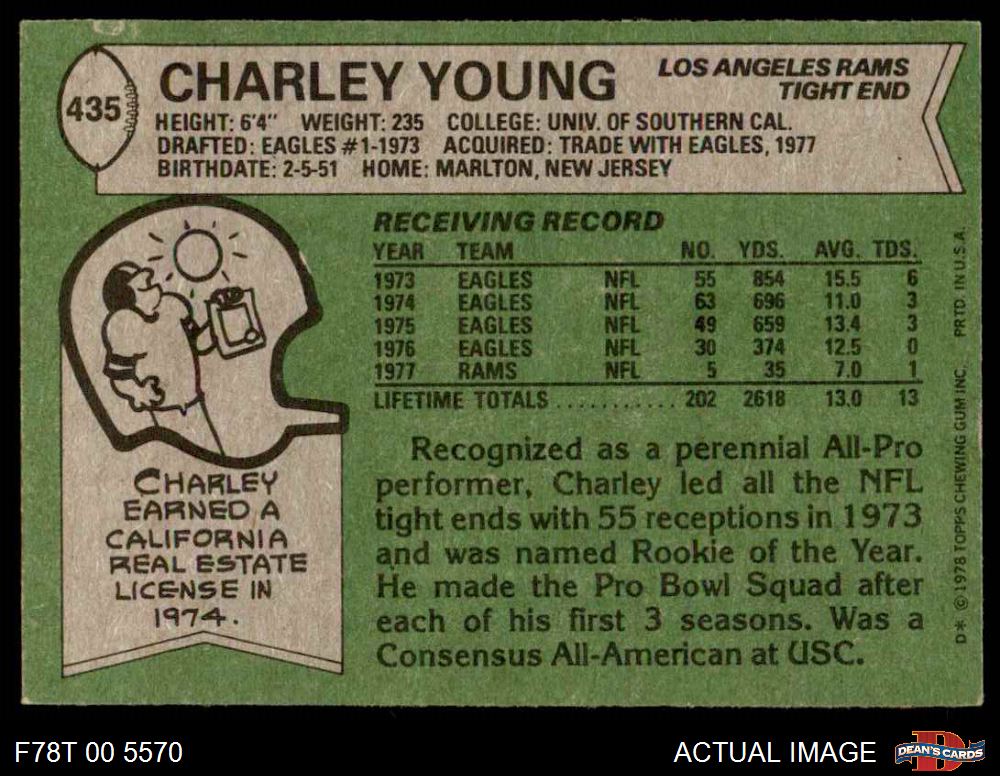 435
CHARLEY YOUNG
LOS ANGELES RAMS
TIGHT END
HEIGHT: 6'4" WEIGHT: 235 COLLEGE: UNIV. OF SOUTHERN CAL.
DRAFTED: EAGLES #1-1973 ACQUIRED: TRADE WITH EAGLES, 1977
BIRTHDATE: 2-5-51 HOME: MARLTON, NEW JERSEY
RECEIVING RECORD
YEAR TEAM NO. YDS. AVG. TDS.
1973 EAGLES NFL 55 854 15.5 6
1974 EAGLES NFL 63 696 11.0 3
1975 EAGLES NFL 49 659 13.4 3
1976 EAGLES NFL 30 374 12.5 0
1977 RAMS NFL 5 35 7.0 1
LIFETIME TOTALS ........... 202 2618 13.0 13
CHARLEY
EARNED A
CALIFORNIA
REAL ESTATE
LICENSE IN
1974.
Recognized as a perennial All-Pro
performer, Charley led all the NFL
tight ends with 55 receptions in 1973
and was named Rookie of the Year.
He made the Pro Bowl Squad after
each of his first 3 seasons. Was a
Consensus All-American at USC.
D* © 1978 TOPPS CHEWING GUM INC. PRTD. IN U.S.A.
F78T 00 5570
ACTUAL IMAGE
D
DEAN'S CARDS